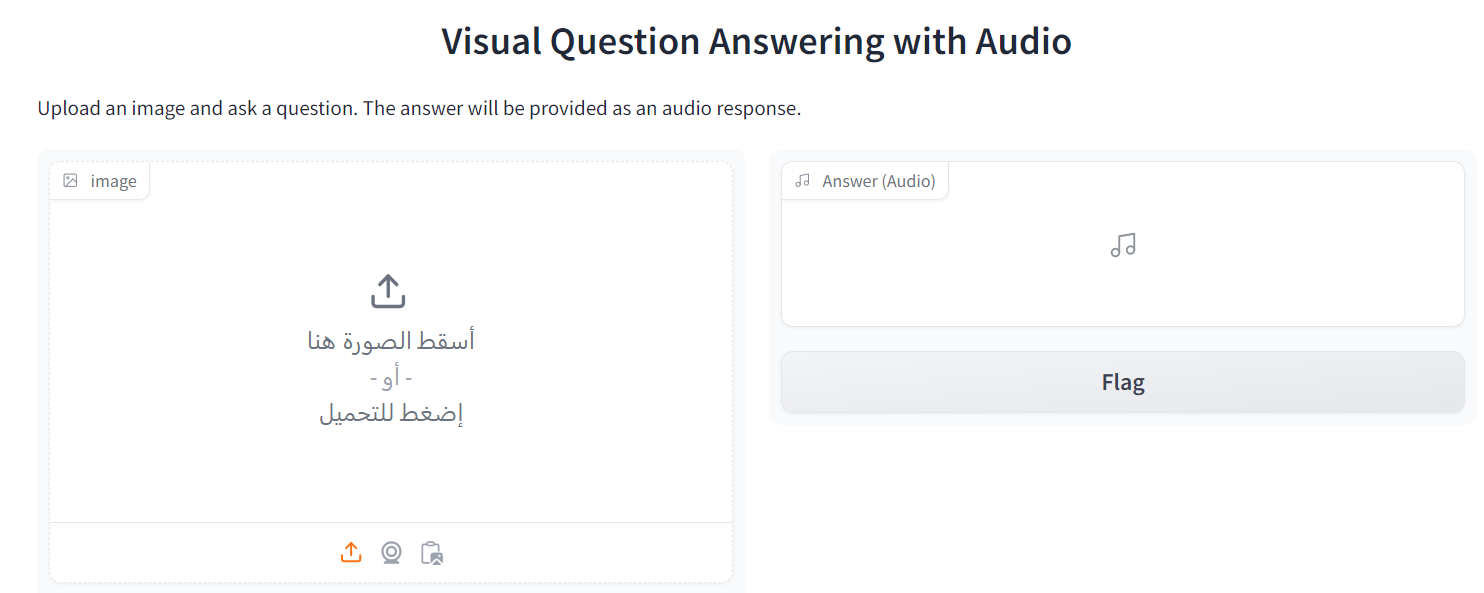 Visual Question Answering with Audio
Upload an image and ask a question. The answer will be provided as an audio response.
image
أسقط الصورة هنا
- أو -
إضغط للتحميل
Answer (Audio)
Flag